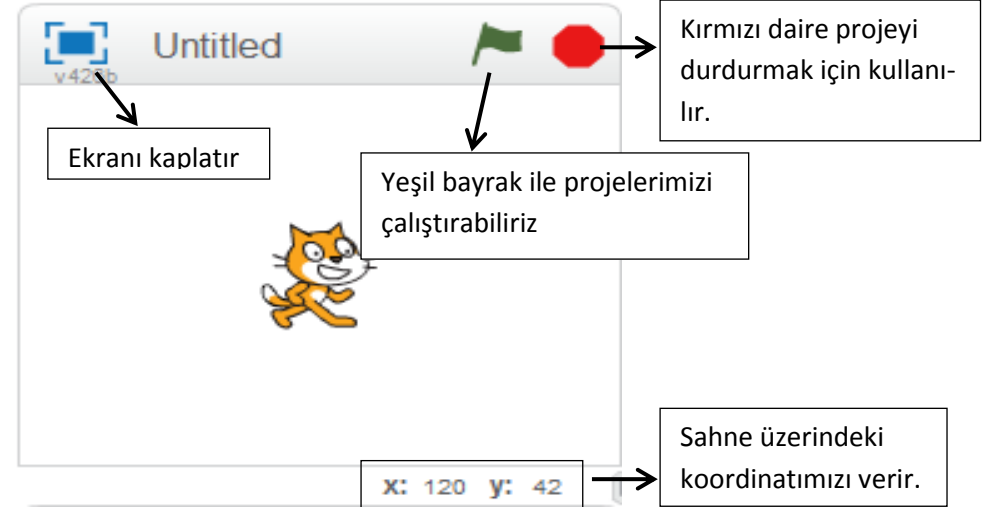 Untitled
v423b
Kırmızı daire projeyi
durdurmak için kullanı-
lır.
Ekranı kaplatır
Yeşil bayrak ile projelerimizi
çalıştırabiliriz
Sahne üzerindeki
koordinatımızı verir.
x: 120 y: 42